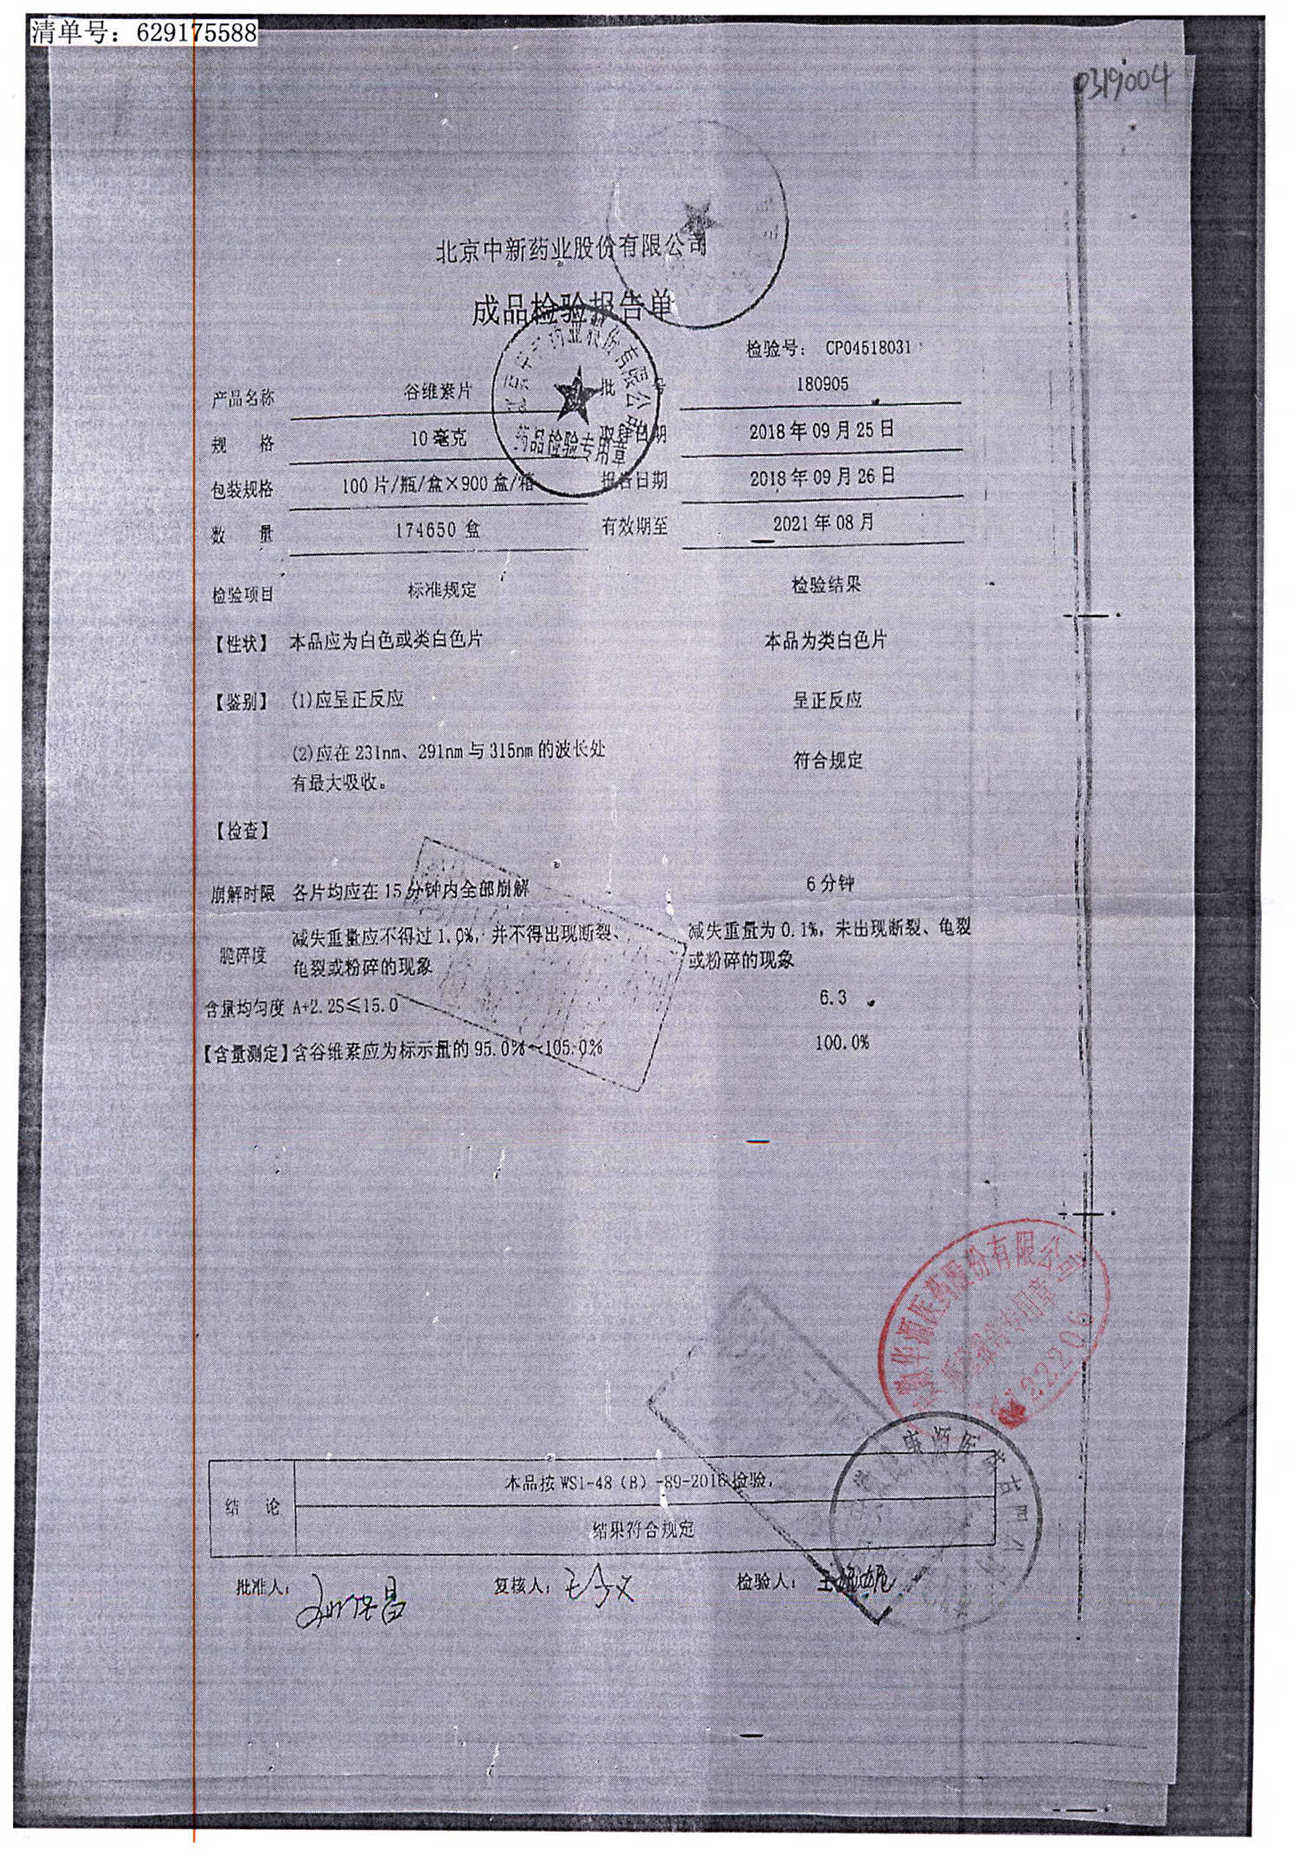 清单号：629175588
0319004
北京中新药业股份有限公司
成品检验报告单
检验号： CP04518031
产品名称 谷维素片 批 180905
规 格 10毫克 取样日期 2018年09月25日
包装规格 100片/瓶/盒×900盒/箱 报告日期 2018年09月26日
数 量 174650 盒 有效期至 2021年08月
药品检验专用章
检验项目 标准规定 检验结果
【性状】 本品应为白色或类白色片 本品为类白色片
【鉴别】 (1)应呈正反应 呈正反应
(2)应在231nm、291nm与315nm的波长处 符合规定
有最大吸收。
【检查】
崩解时限 各片均应在15分钟内全部崩解 6分钟
脆碎度 减失重量应不得过1.0%，并不得出现断裂、 减失重量为0.1%，未出现断裂、龟裂
龟裂或粉碎的现象 或粉碎的现象
含量均匀度 A+2.2S≤15.0 6.3
【含量测定】含谷维素应为标示量的95.0%～105.0% 100.0%
华源医药股份有限公司
专用章
结 论 本品按WS1-48（B）-89-2016检验，
结果符合规定
批准人： 复核人： 检验人：